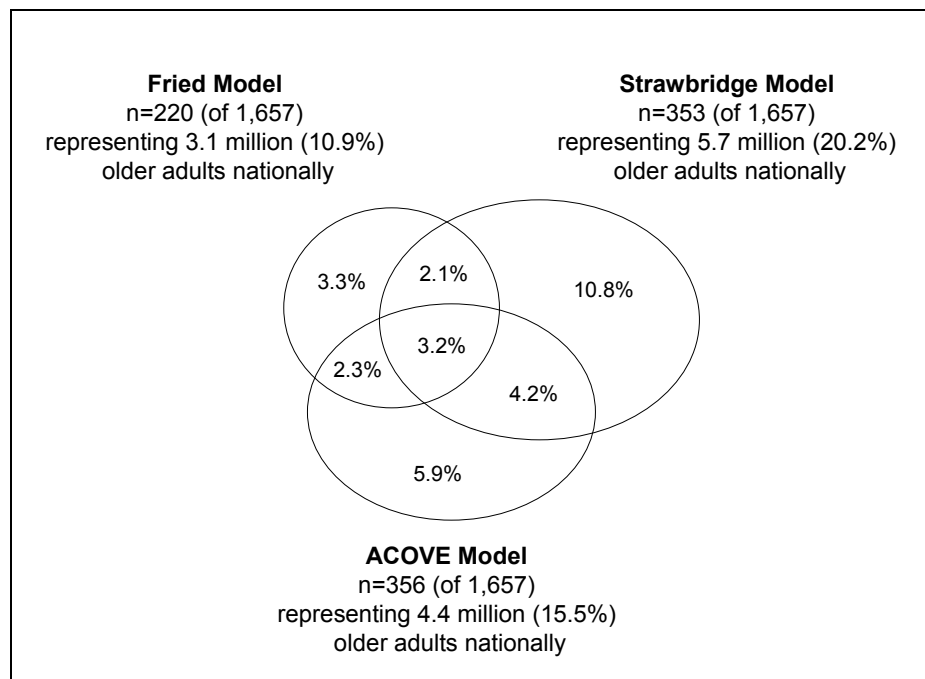 Fried Model
n=220 (of 1,657)
representing 3.1 million (10.9%)
older adults nationally
Strawbridge Model
n=353 (of 1,657)
representing 5.7 million (20.2%)
older adults nationally
3.3%
2.1%
10.8%
2.3%
3.2%
4.2%
5.9%
ACOVE Model
n=356 (of 1,657)
representing 4.4 million (15.5%)
older adults nationally